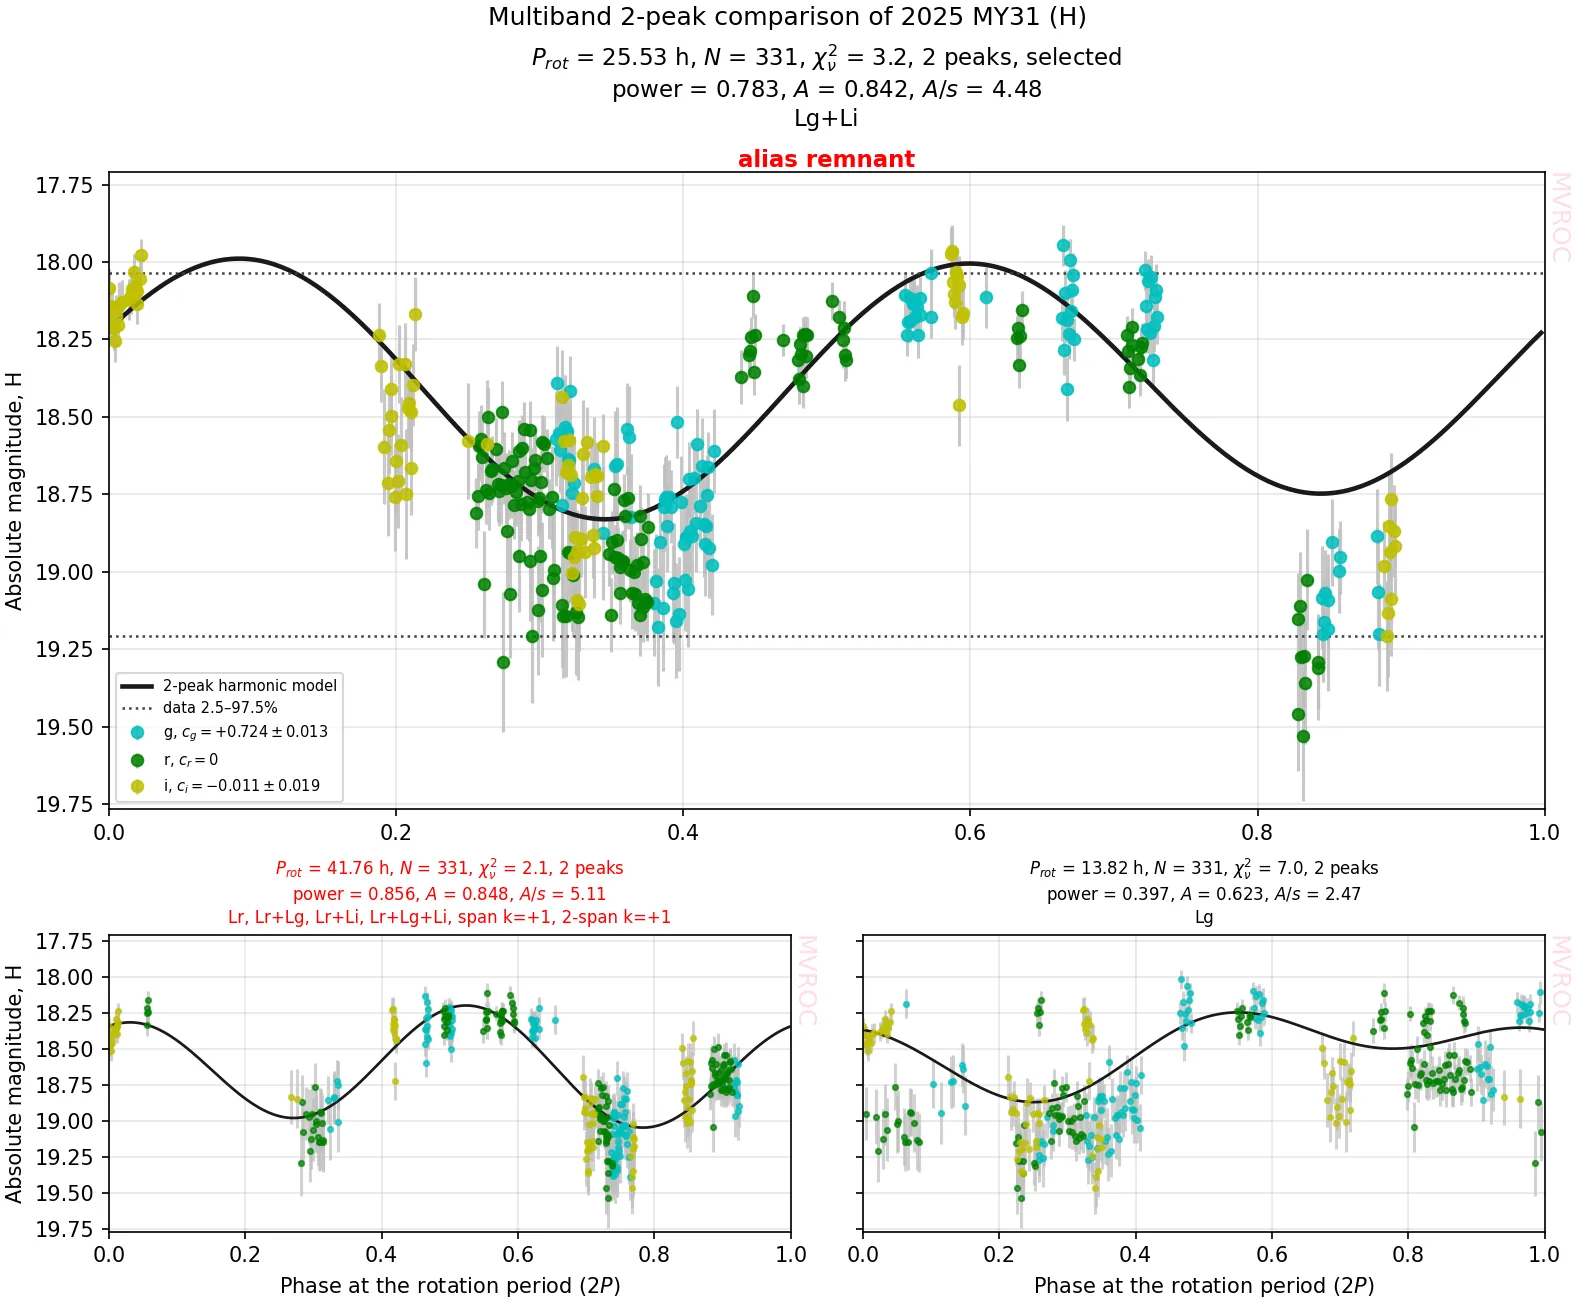 Multiband 2-peak comparison of 2025 MY31 (H)
P_rot = 25.53 h, N = 331, χ²_ν = 3.2, 2 peaks, selected
power = 0.783, A = 0.842, A/s = 4.48
Lg+Li
alias remnant
17.75
18.00
18.25
18.50
18.75
19.00
19.25
19.50
19.75
Absolute magnitude, H
MVROC
2-peak harmonic model
data 2.5–97.5%
g, c_g = +0.724 ± 0.013
r, c_r = 0
i, c_i = −0.011 ± 0.019
0.0 0.2 0.4 0.6 0.8 1.0
P_rot = 41.76 h, N = 331, χ²_ν = 2.1, 2 peaks
power = 0.856, A = 0.848, A/s = 5.11
Lr, Lr+Lg, Lr+Li, Lr+Lg+Li, span k=+1, 2-span k=+1
17.75
18.00
18.25
18.50
18.75
19.00
19.25
19.50
19.75
Absolute magnitude, H
MVROC
0.0 0.2 0.4 0.6 0.8 1.0
Phase at the rotation period (2P)
P_rot = 13.82 h, N = 331, χ²_ν = 7.0, 2 peaks
power = 0.397, A = 0.623, A/s = 2.47
Lg
MVROC
0.0 0.2 0.4 0.6 0.8 1.0
Phase at the rotation period (2P)